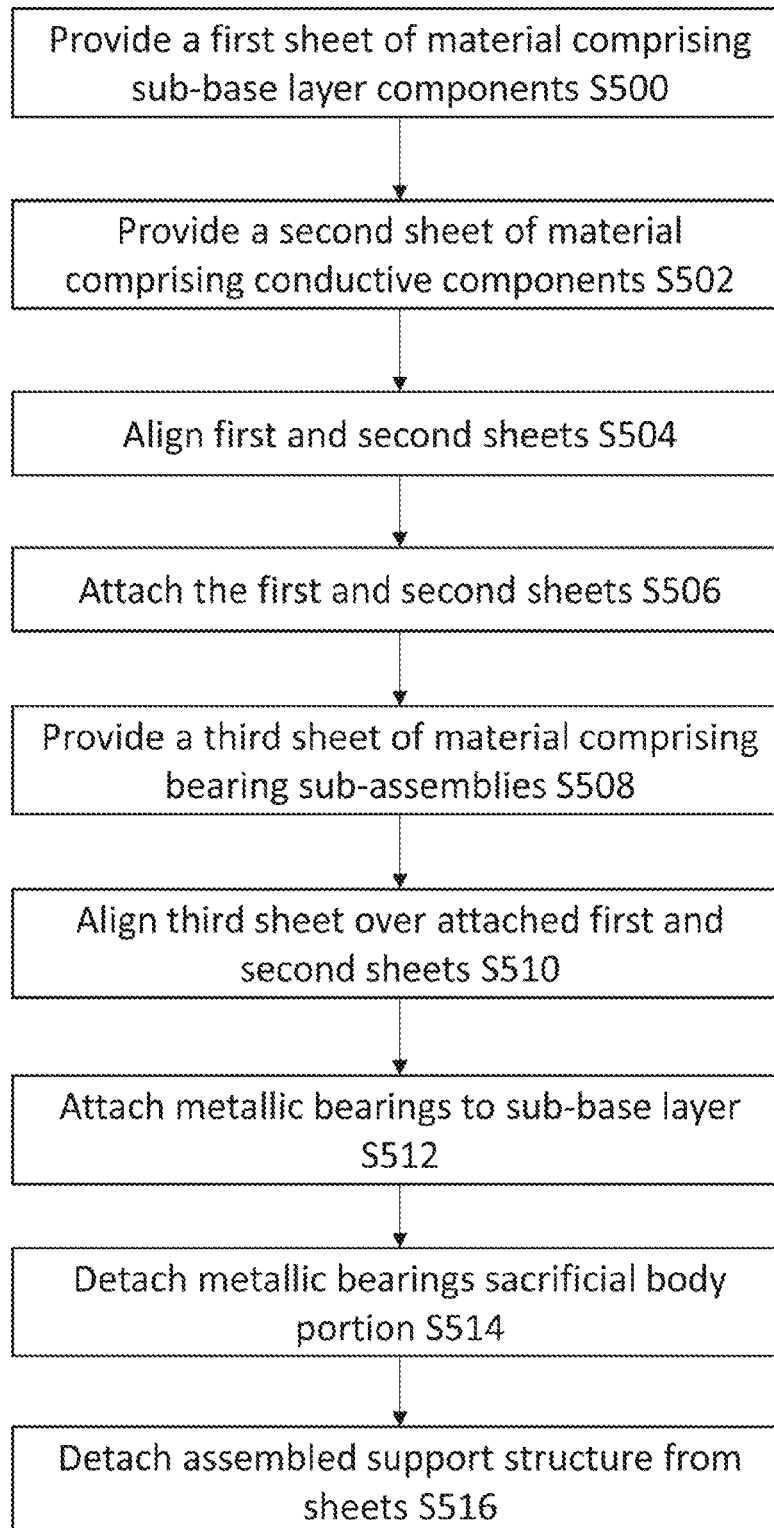 Provide a first sheet of material comprising
sub-base layer components S500
Provide a second sheet of material
comprising conductive components S502
Align first and second sheets S504
Attach the first and second sheets S506
Provide a third sheet of material comprising
bearing sub-assemblies S508
Align third sheet over attached first and
second sheets S510
Attach metallic bearings to sub-base layer
S512
Detach metallic bearings sacrificial body
portion S514
Detach assembled support structure from
sheets S516